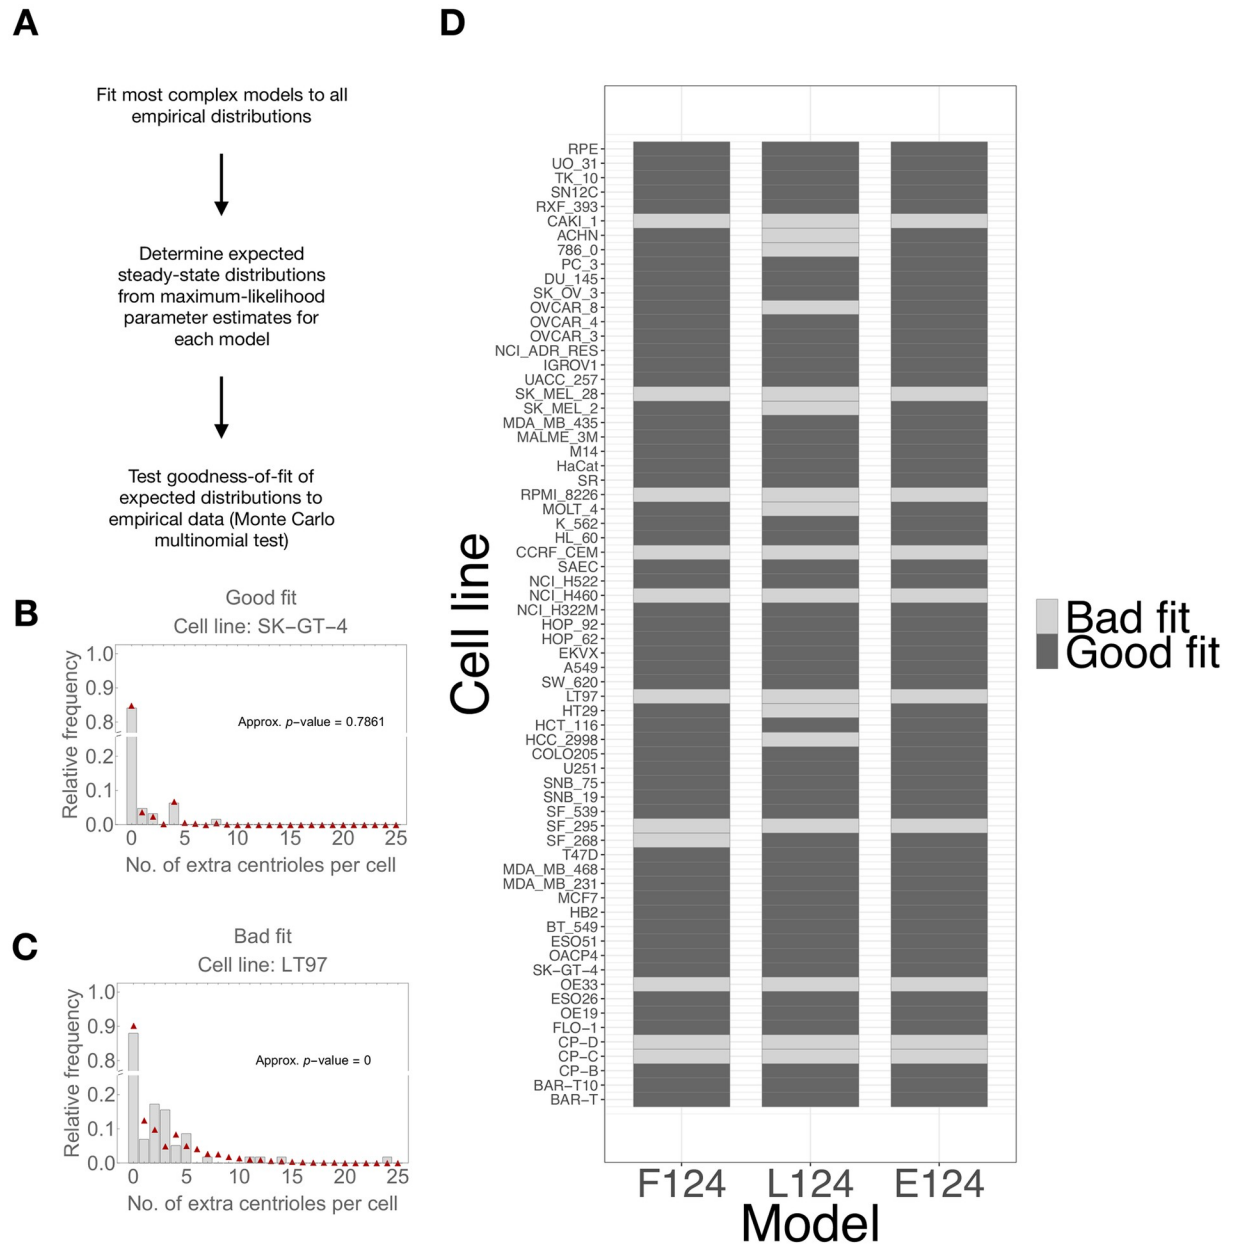 A
Fit most complex models to all
empirical distributions
Determine expected
steady-state distributions
from maximum-likelihood
parameter estimates for
each model
Test goodness-of-fit of
expected distributions to
empirical data (Monte Carlo
multinomial test)
B
Good fit
Cell line: SK−GT−4
Relative frequency
1.0
0.9
0.8
0.2
0.1
0.0
Approx. p−value = 0.7861
0 5 10 15 20 25
No. of extra centrioles per cell
C
Bad fit
Cell line: LT97
Relative frequency
1.0
0.9
0.8
0.2
0.1
0.0
Approx. p−value = 0
0 5 10 15 20 25
No. of extra centrioles per cell
D
Cell line
RPE
UO_31
TK_10
SN12C
RXF_393
CAKI_1
ACHN
786_0
PC_3
DU_145
SK_OV_3
OVCAR_8
OVCAR_4
OVCAR_3
NCI_ADR_RES
IGROV1
UACC_257
SK_MEL_28
SK_MEL_2
MDA_MB_435
MALME_3M
M14
HaCat
SR
RPMI_8226
MOLT_4
K_562
HL_60
CCRF_CEM
SAEC
NCI_H522
NCI_H460
NCI_H322M
HOP_92
HOP_62
EKVX
A549
SW_620
LT97
HT29
HCT_116
HCC_2998
COLO205
U251
SNB_75
SNB_19
SF_539
SF_295
SF_268
T47D
MDA_MB_468
MDA_MB_231
MCF7
HB2
BT_549
ESO51
OACP4
SK−GT−4
OE33
ESO26
OE19
FLO−1
CP−D
CP−C
CP−B
BAR−T10
BAR−T
F124 L124 E124
Model
Bad fit
Good fit